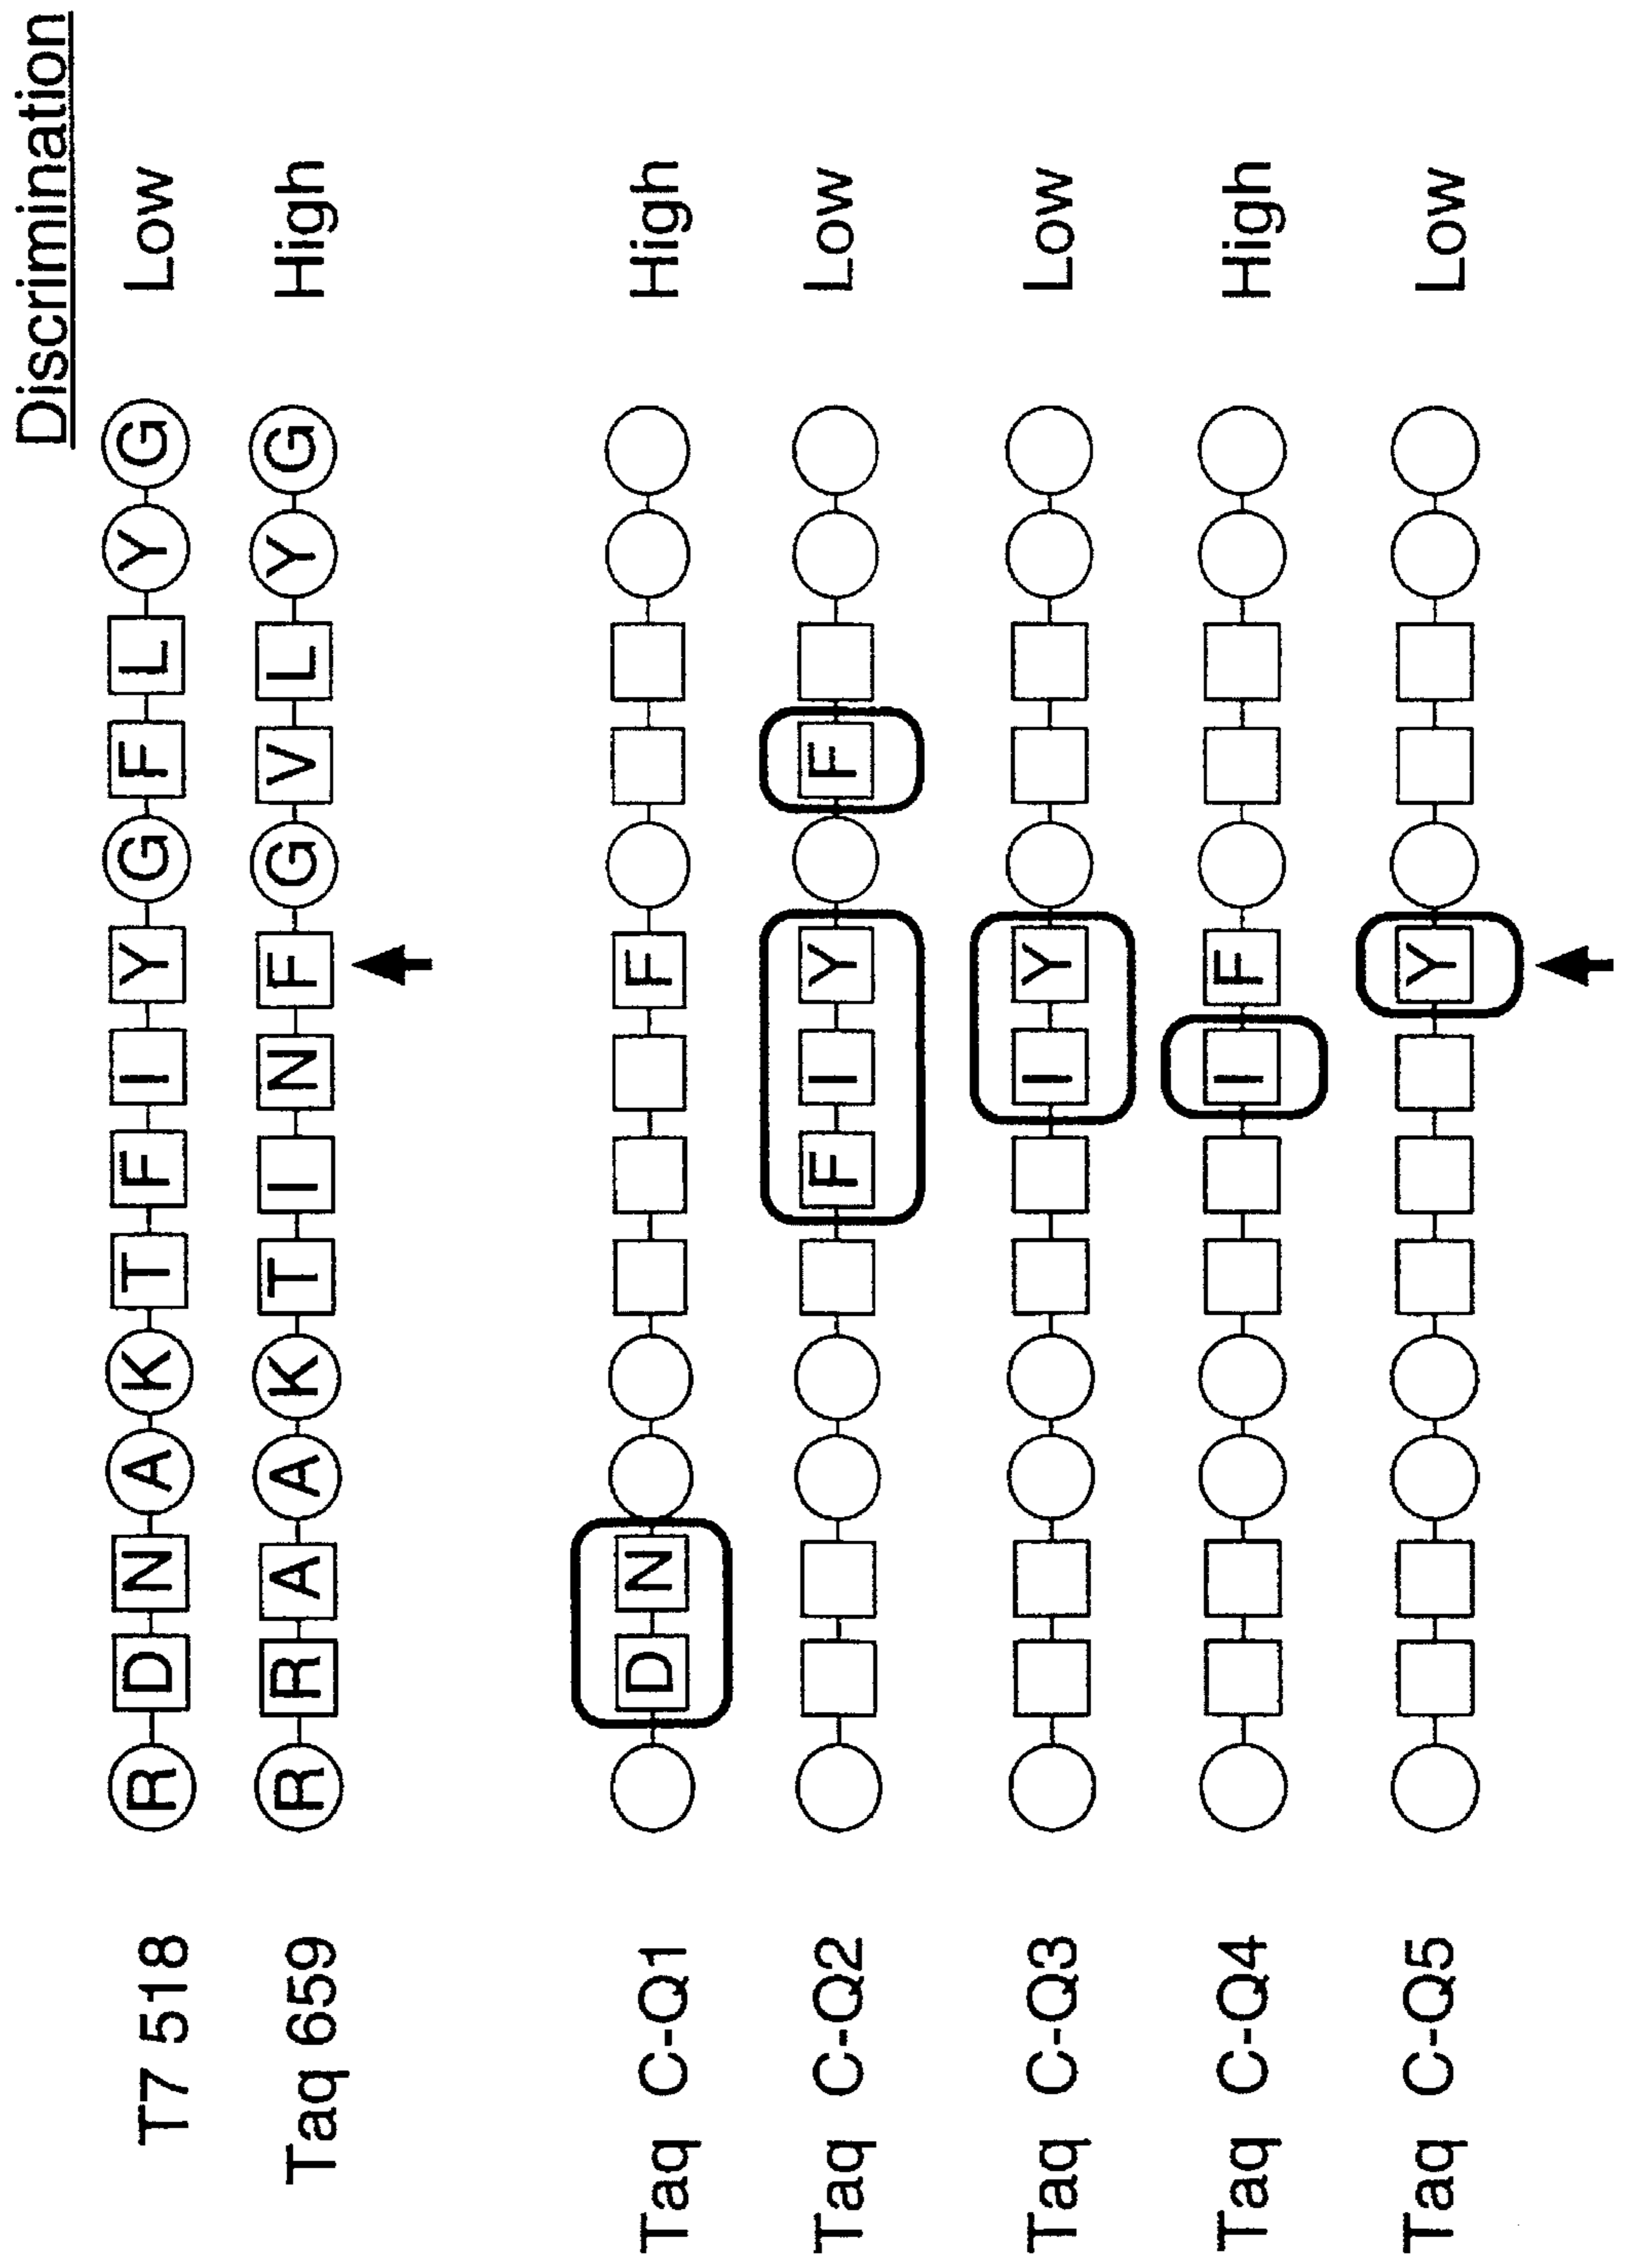 Discrimination
T7 518 R D N A K T F I Y G F L Y G Low
Taq 659 R R A K T I N F G V L Y G High
Taq C-Q1 D N F High
Taq C-Q2 F I Y F Low
Taq C-Q3 I Y Low
Taq C-Q4 I F High
Taq C-Q5 Y Low